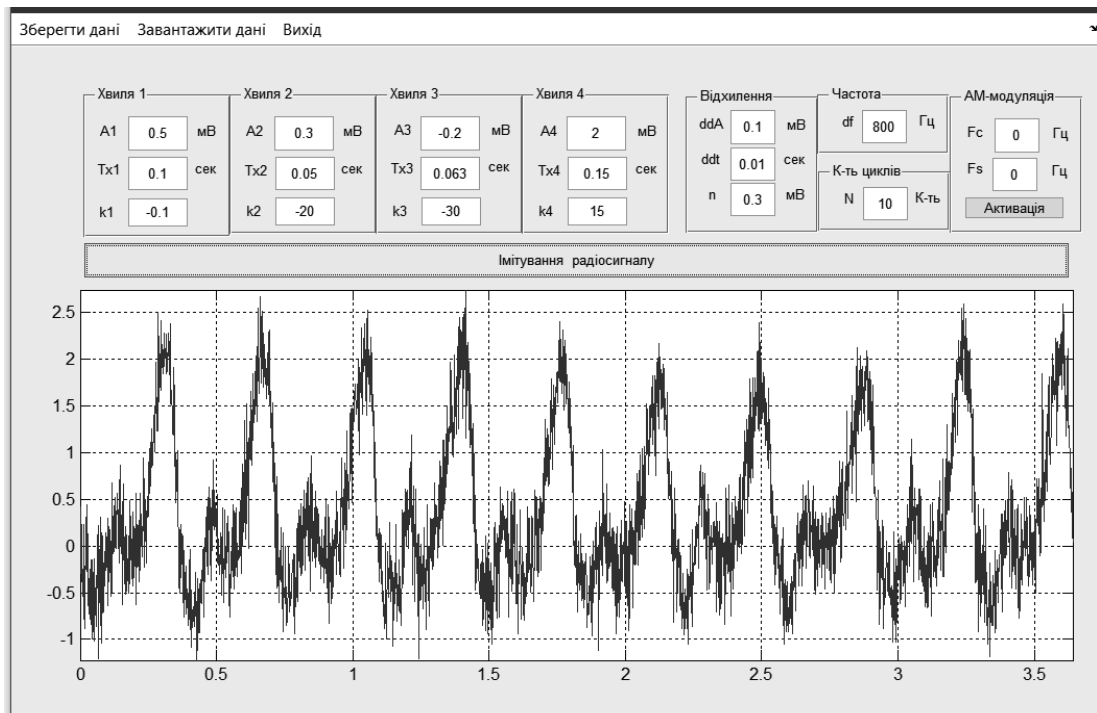 Зберегти дані Завантажити дані Вихід
Хвиля 1 Хвиля 2 Хвиля 3 Хвиля 4 Відхилення Частота АМ-модуляція
A1 0.5 мВ A2 0.3 мВ A3 -0.2 мВ A4 2 мВ ddA 0.1 мВ df 800 Гц Fc 0 Гц
Tx1 0.1 сек Tx2 0.05 сек Tx3 0.063 сек Tx4 0.15 сек ddt 0.01 сек К-ть циклів Fs 0 Гц
k1 -0.1 k2 -20 k3 -30 k4 15 n 0.3 мВ N 10 К-ть Активація
Імітування радіосигналу
2.5
2
1.5
1
0.5
0
-0.5
-1
0 0.5 1 1.5 2 2.5 3 3.5